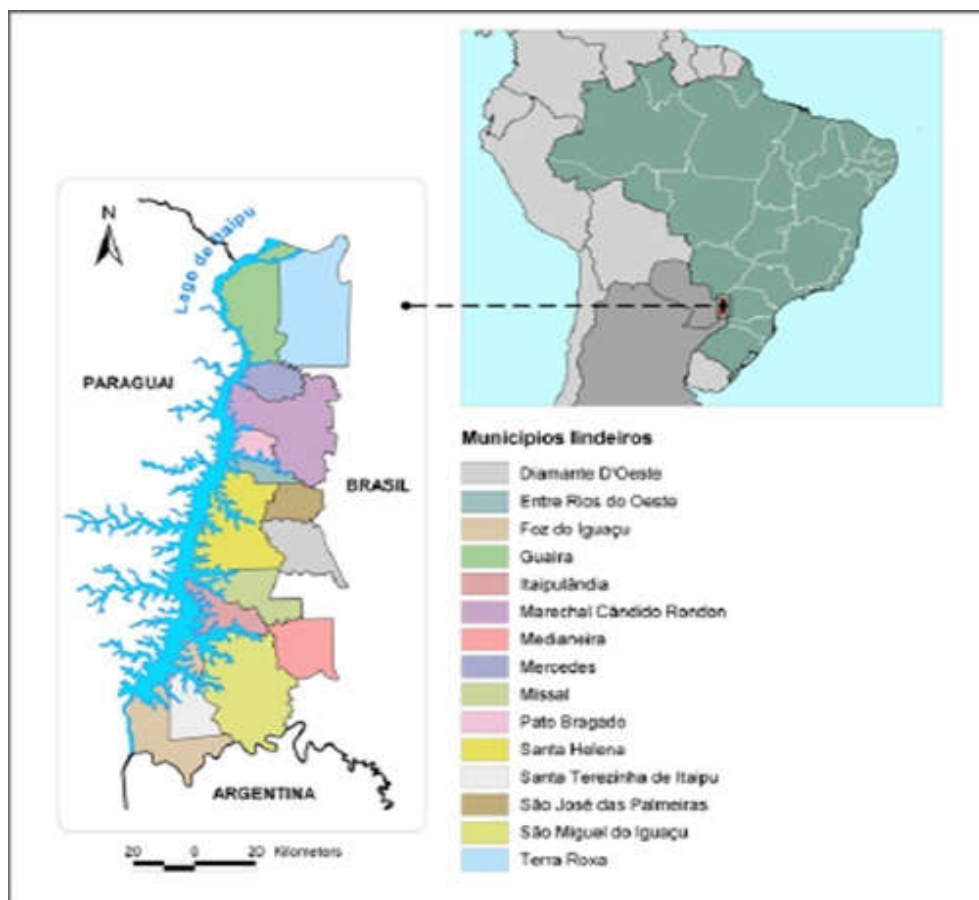 N
Lago de Itaipu
PARAGUAI
BRASIL
ARGENTINA
20 0 20 Kilometers
Municipios lindeiros
Diamante D'Oeste
Entre Rios do Oeste
Foz do Iguaçu
Guaira
Itaipulândia
Marechal Cândido Rondon
Medianeira
Mercedes
Missal
Pato Bragado
Santa Helena
Santa Terezinha de Itaipu
São José das Palmeiras
São Miguel do Iguaçu
Terra Roxa